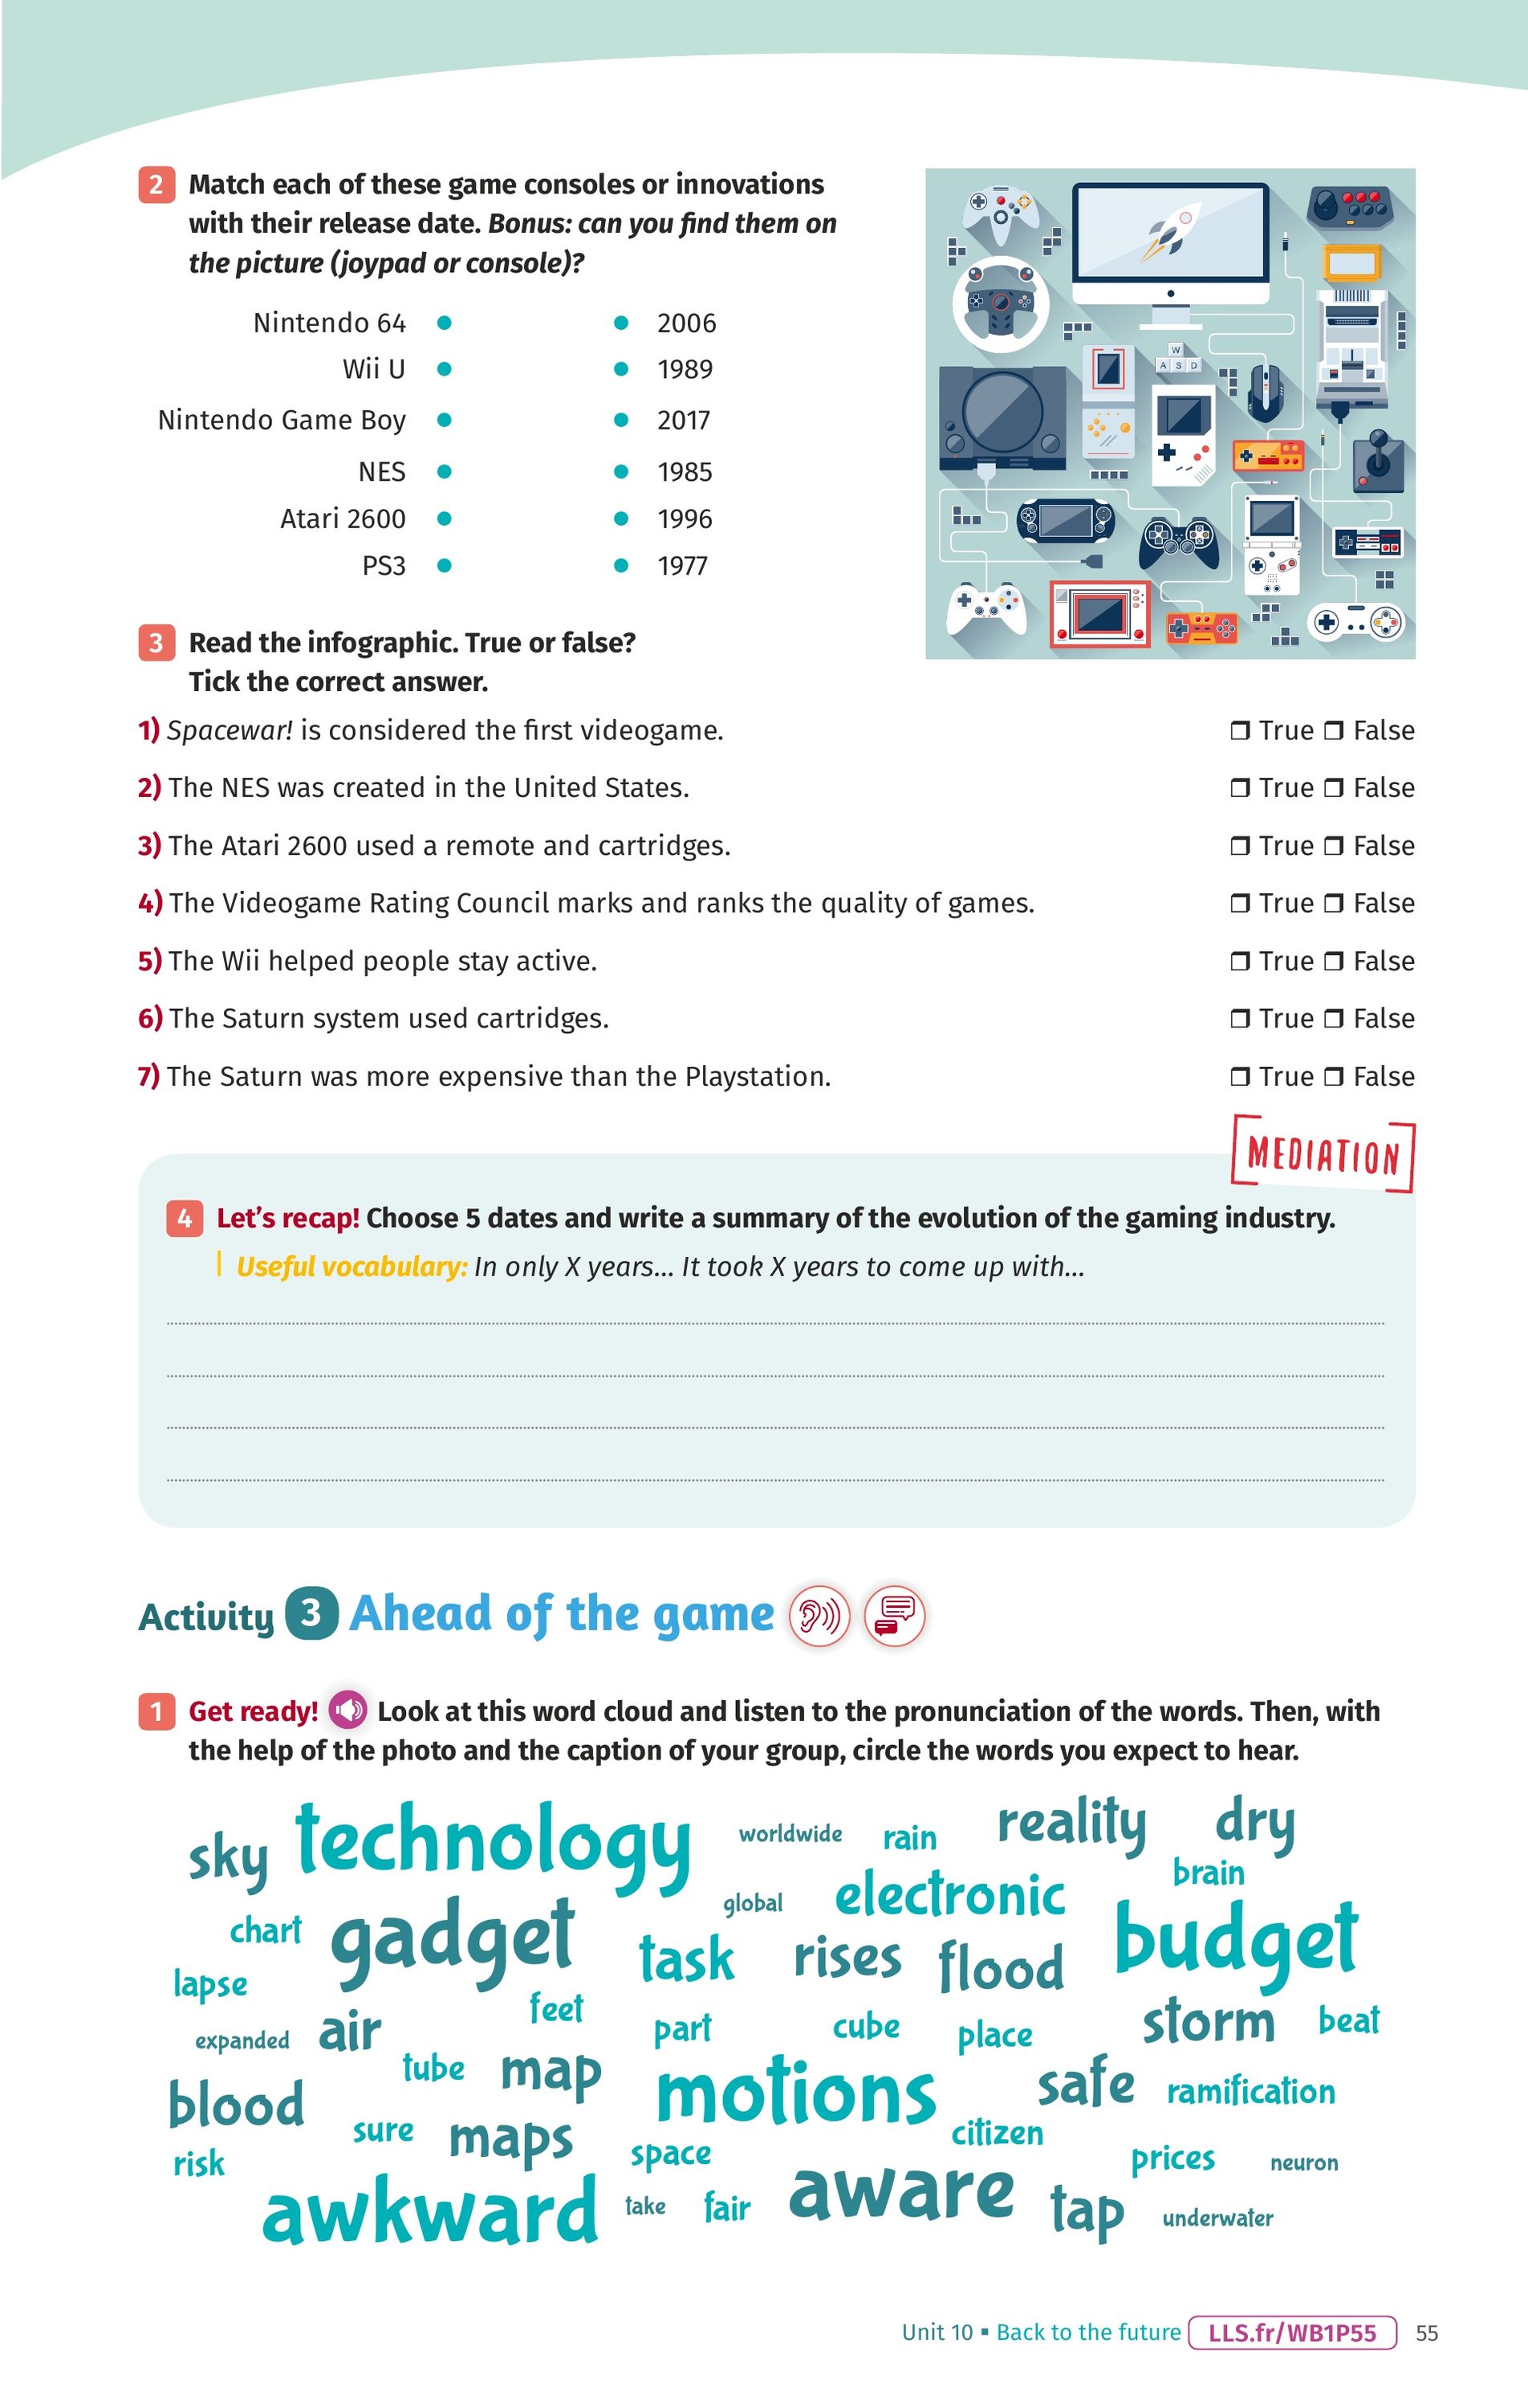 2 Match each of these game consoles or innovations
with their release date. Bonus: can you find them on
the picture (joypad or console)?
Nintendo 64 • • 2006
Wii U • • 1989
Nintendo Game Boy • • 2017
NES • • 1985
Atari 2600 • • 1996
PS3 • • 1977
W
A S D
3 Read the infographic. True or false?
Tick the correct answer.
1) Spacewar! is considered the first videogame. ❒ True ❒ False
2) The NES was created in the United States. ❒ True ❒ False
3) The Atari 2600 used a remote and cartridges. ❒ True ❒ False
4) The Videogame Rating Council marks and ranks the quality of games. ❒ True ❒ False
5) The Wii helped people stay active. ❒ True ❒ False
6) The Saturn system used cartridges. ❒ True ❒ False
7) The Saturn was more expensive than the Playstation. ❒ True ❒ False
MEDIATION
4 Let's recap! Choose 5 dates and write a summary of the evolution of the gaming industry.
Useful vocabulary: In only X years... It took X years to come up with...
Activity 3 Ahead of the game
1 Get ready! Look at this word cloud and listen to the pronunciation of the words. Then, with
the help of the photo and the caption of your group, circle the words you expect to hear.
sky technology worldwide rain reality dry
brain
chart gadget global electronic budget
lapse task rises flood
expanded air feet part cube place storm beat
tube map
blood motions safe ramification
sure maps space citizen
risk prices neuron
awkward take fair aware tap underwater
Unit 10 ▪ Back to the future LLS.fr/WB1P55 55